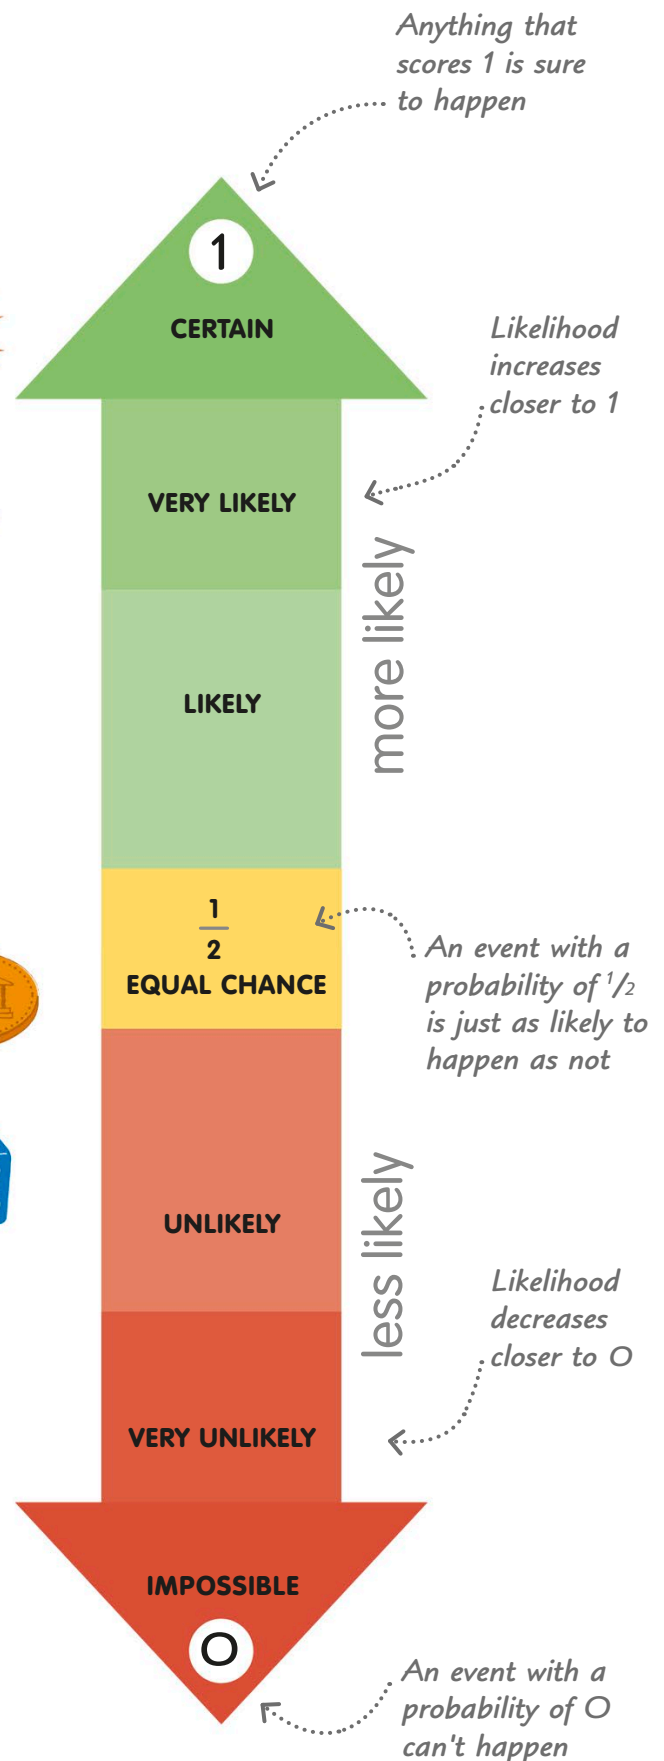 Anything that
scores 1 is sure
to happen
1
CERTAIN
Likelihood
increases
closer to 1
VERY LIKELY
more likely
LIKELY
1
2
EQUAL CHANCE
An event with a
probability of 1/2
is just as likely to
happen as not
UNLIKELY
less likely
Likelihood
decreases
closer to 0
VERY UNLIKELY
IMPOSSIBLE
0
An event with a
probability of 0
can't happen